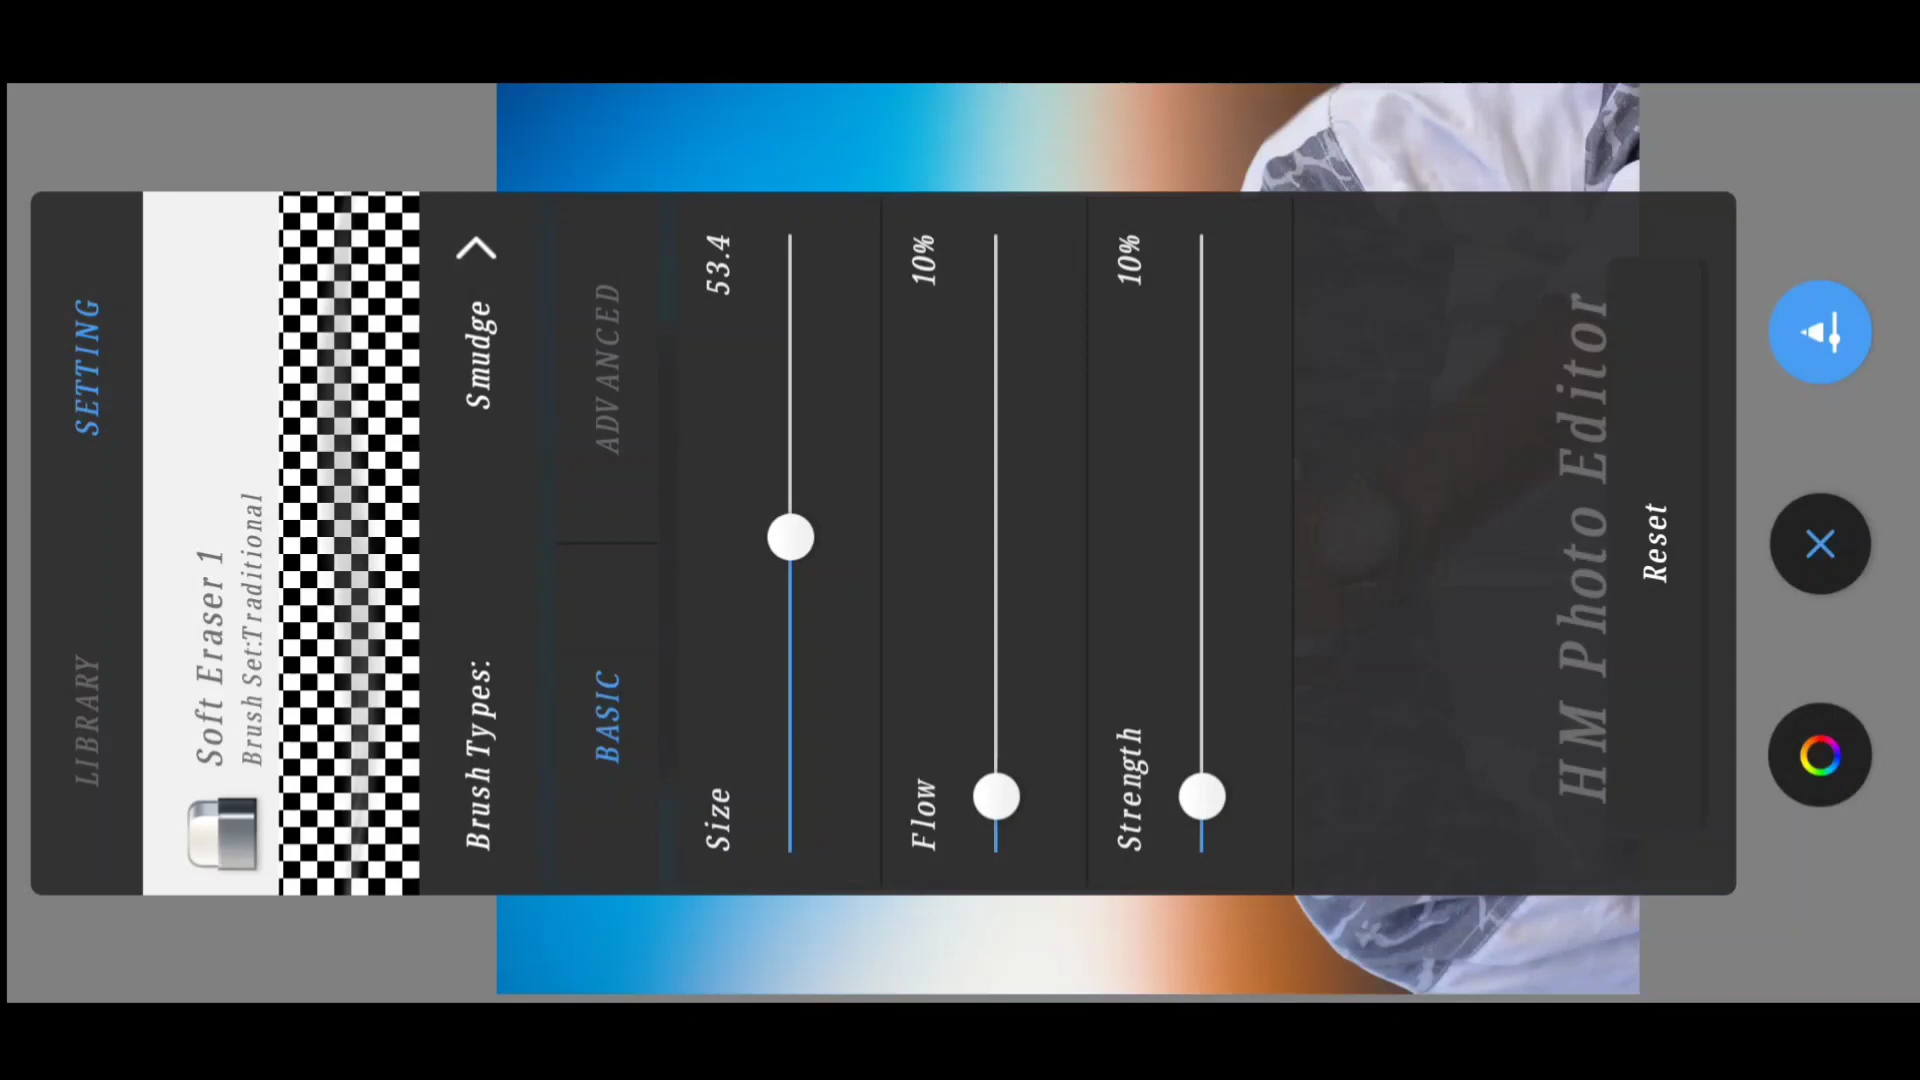 LIBRARY SETTING
Soft Eraser 1
Brush Set:Traditional
Brush Types: Smudge
BASIC ADVANCED
Size 53.4
Flow 10%
Strength 10%
HM Photo Editor
Reset